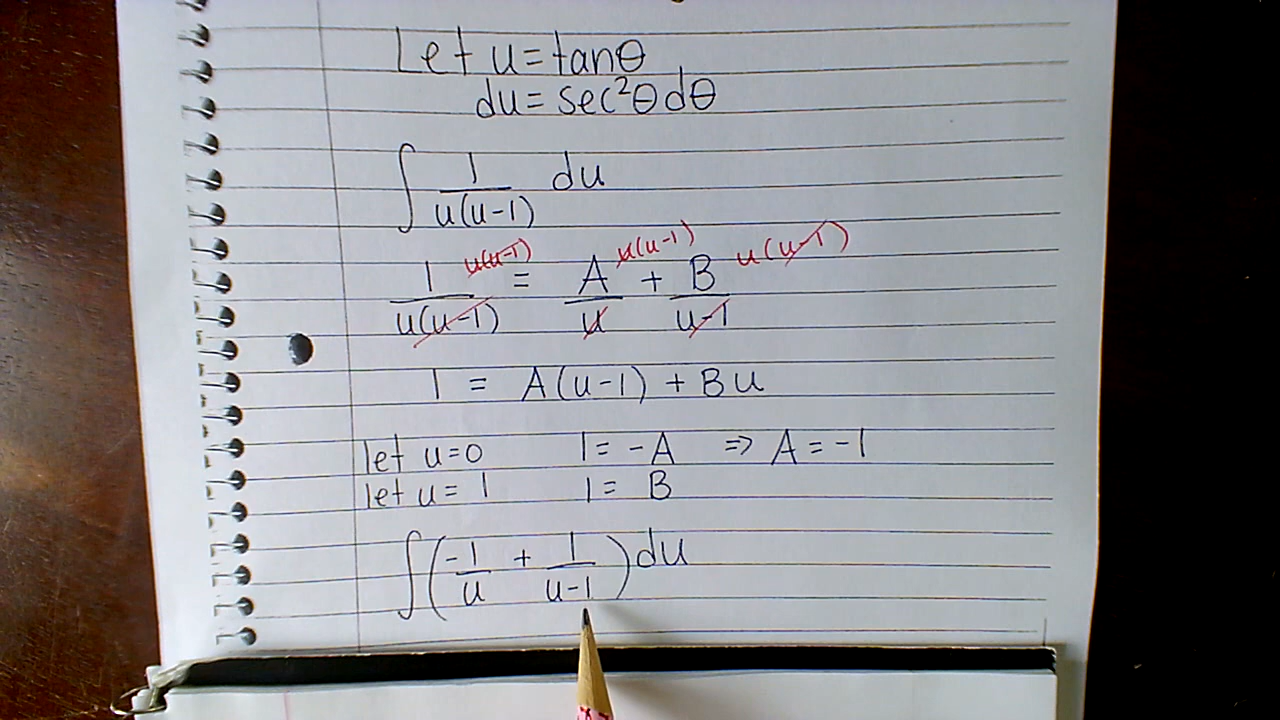 Let u = tanθ
du = sec²θ dθ
∫ 1/(u(u-1)) du
1/(u(u-1)) u(u-1) = A/u u(u-1) + B/(u-1) u(u-1)
1 = A(u-1) + Bu
let u=0 1 = -A ⇒ A = -1
let u = 1 1 = B
∫(-1/u + 1/(u-1)) du